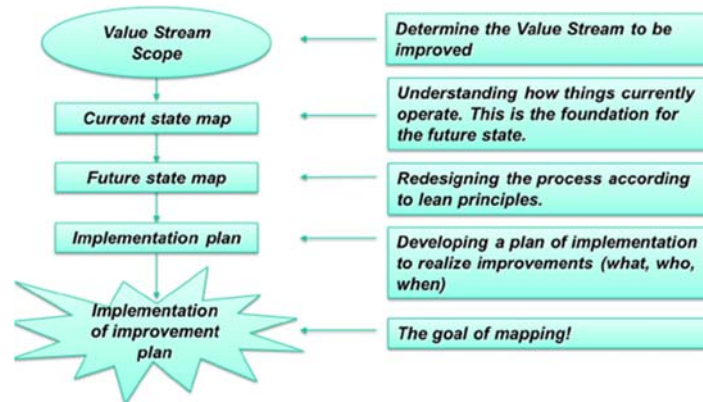 Value Stream
Scope
Determine the Value Stream to be
improved
Current state map
Understanding how things currently
operate. This is the foundation for
the future state.
Future state map
Redesigning the process according
to lean principles.
Implementation plan
Developing a plan of implementation
to realize improvements (what, who,
when)
Implementation
of improvement
plan
The goal of mapping!